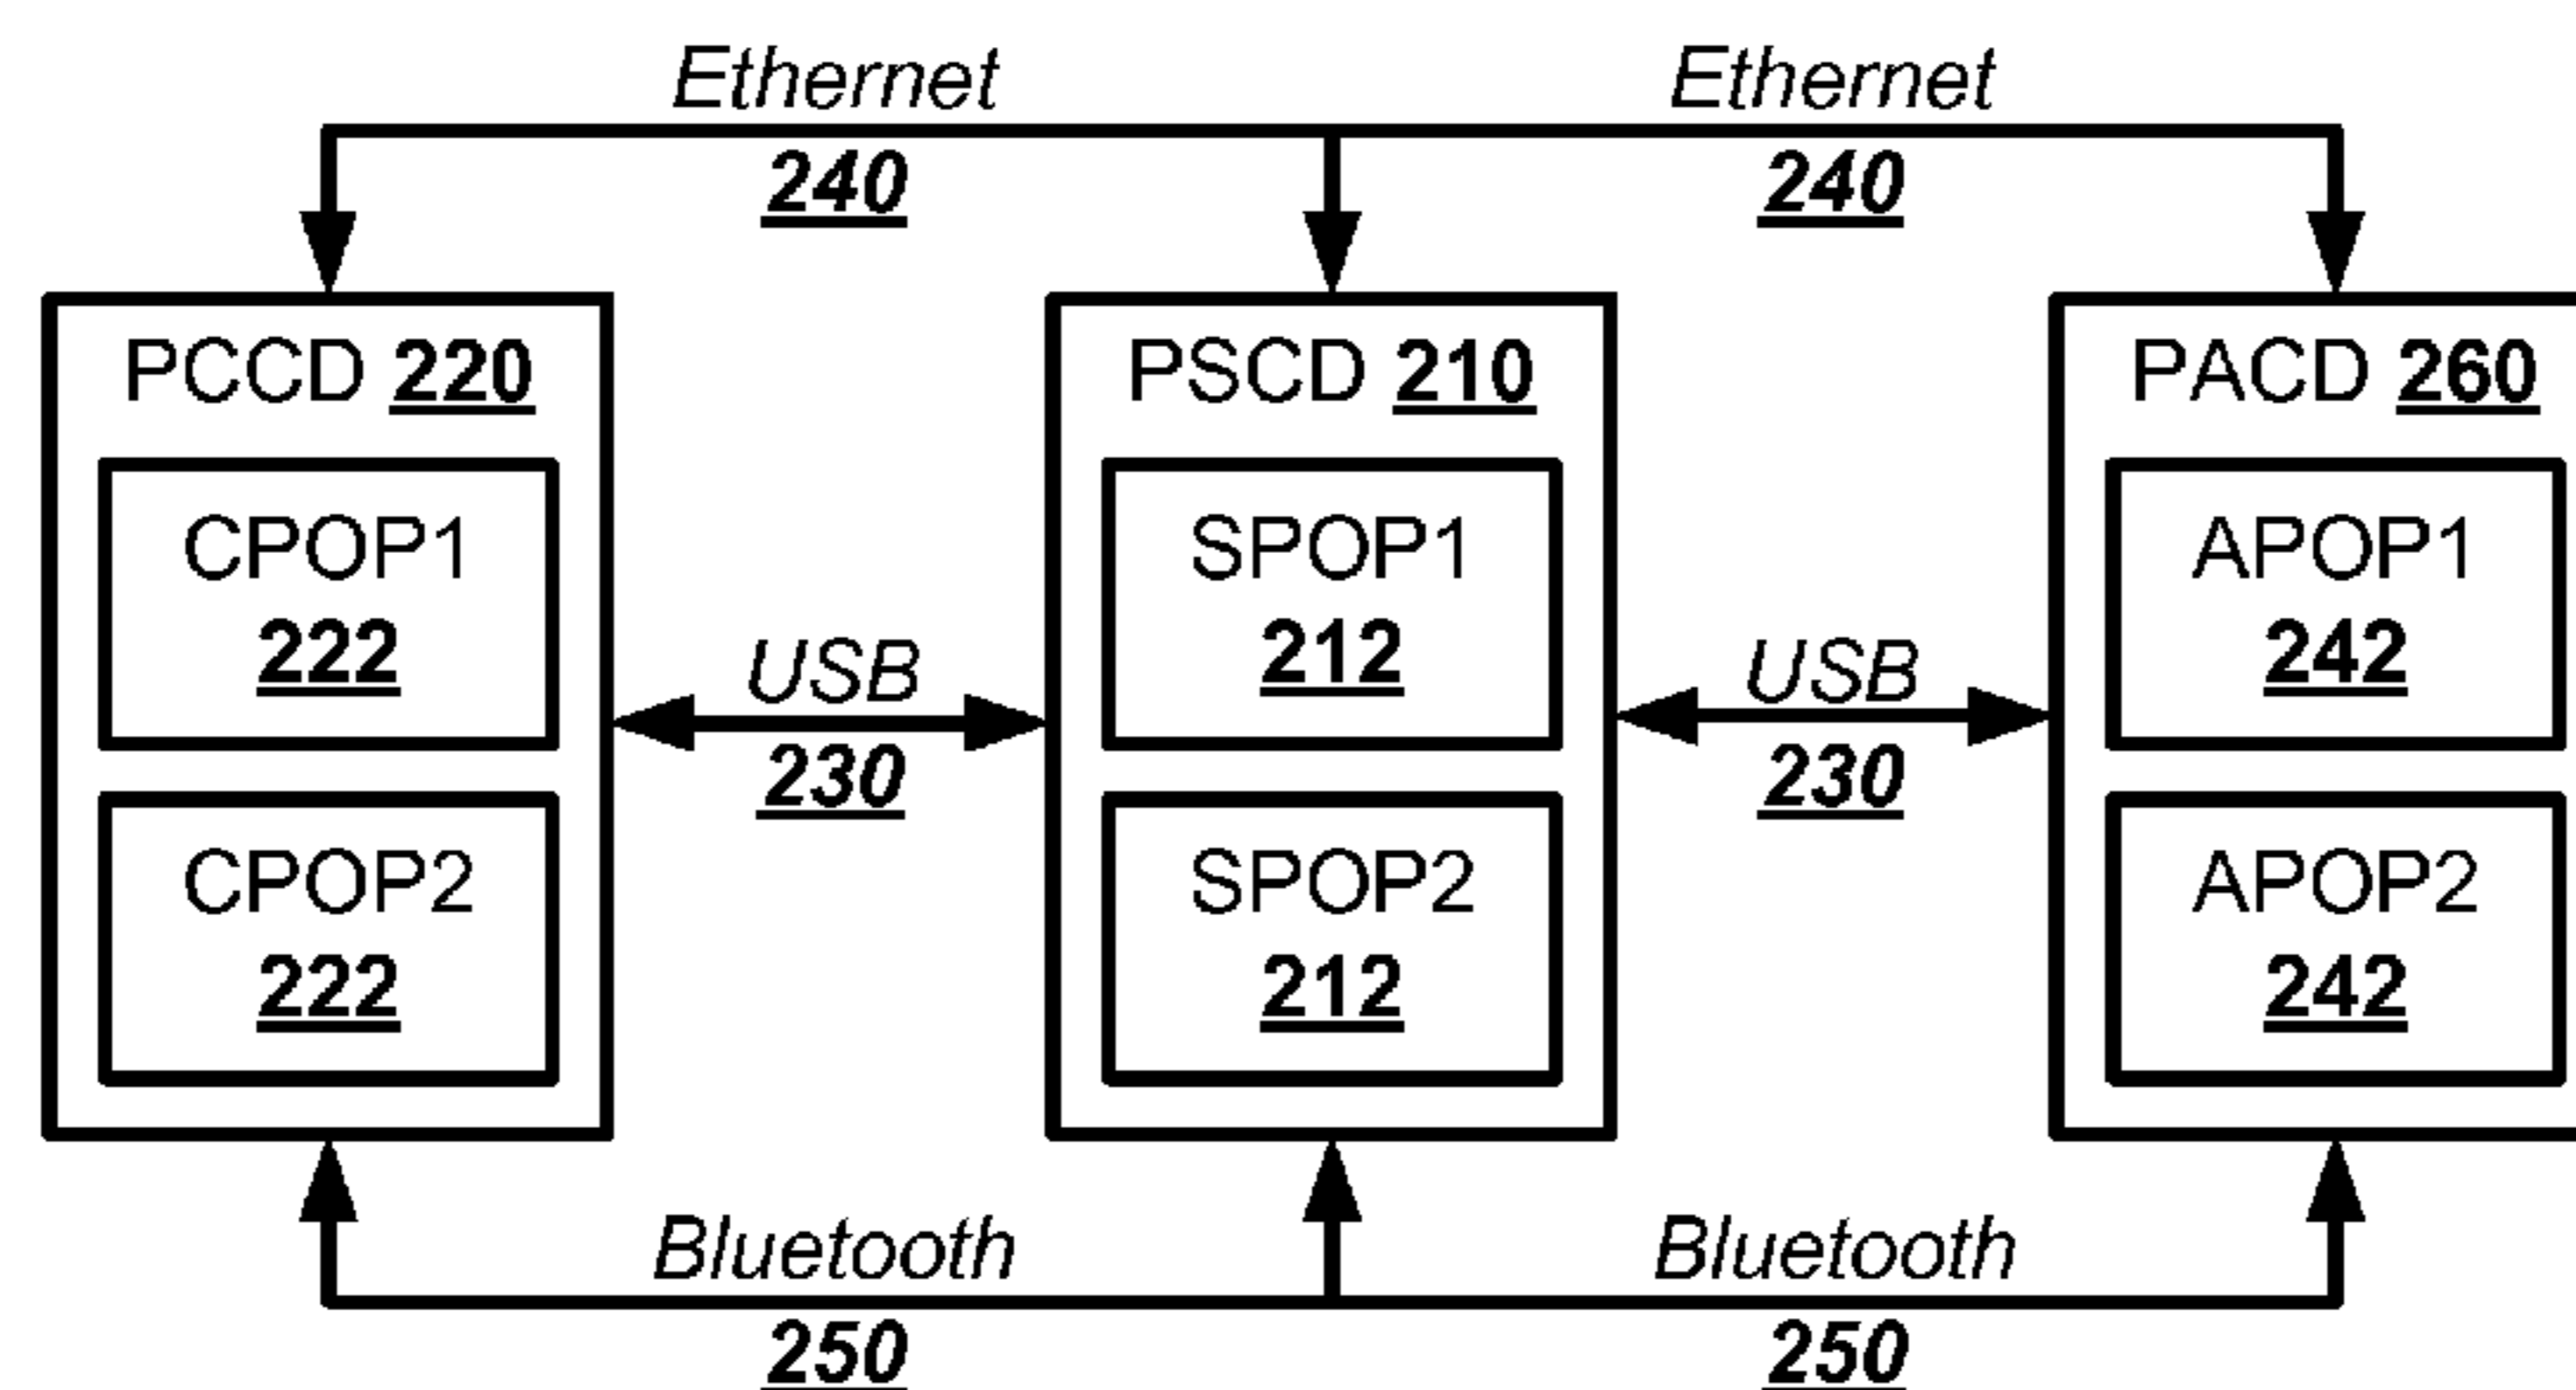 Ethernet Ethernet
240 240
PCCD 220 PSCD 210 PACD 260
CPOP1 SPOP1 APOP1
222 212 242
USB USB
230 230
CPOP2 SPOP2 APOP2
222 212 242
Bluetooth Bluetooth
250 250